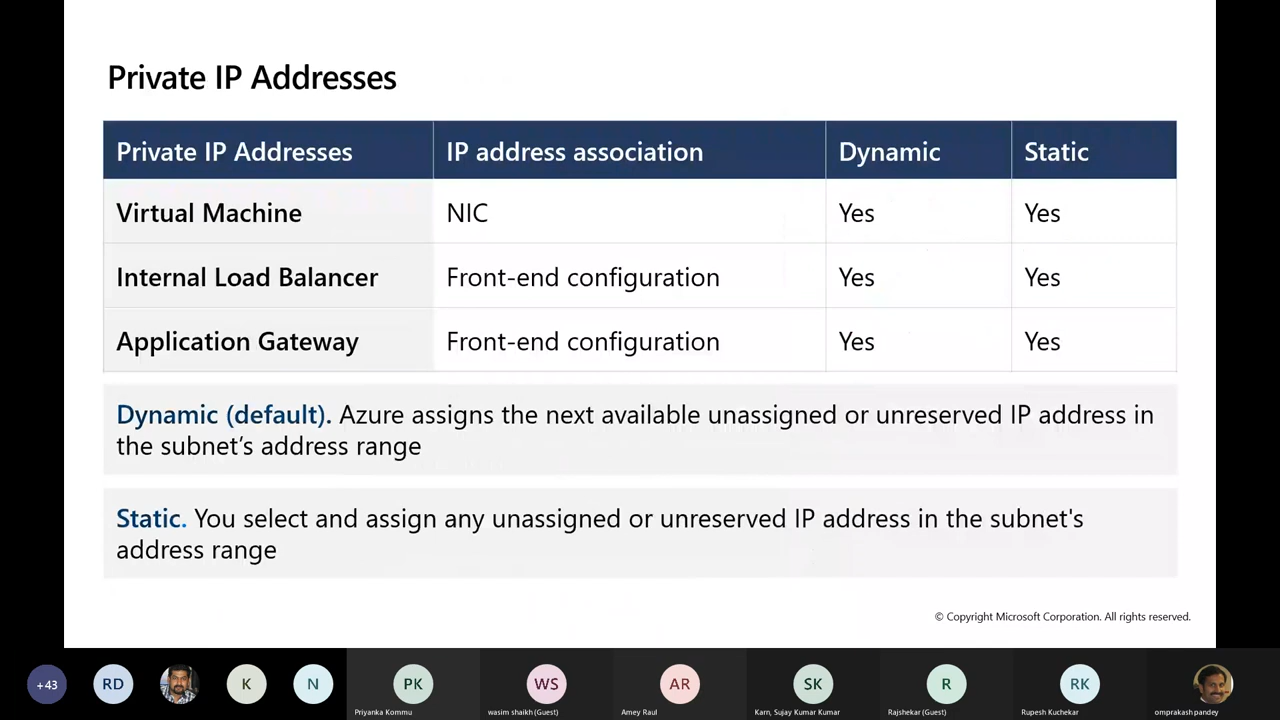 Private IP Addresses
Private IP Addresses IP address association Dynamic Static
Virtual Machine NIC Yes Yes
Internal Load Balancer Front-end configuration Yes Yes
Application Gateway Front-end configuration Yes Yes
Dynamic (default). Azure assigns the next available unassigned or unreserved IP address in
the subnet’s address range
Static. You select and assign any unassigned or unreserved IP address in the subnet's
address range
© Copyright Microsoft Corporation. All rights reserved.
+43 RD K N PK WS AR SK R RK
Priyanka Kommu wasim shaikh (Guest) Amey Raul Karn, Sujay Kumar Kumar Rajshekar (Guest) Rupesh Kuchekar omprakash pandey